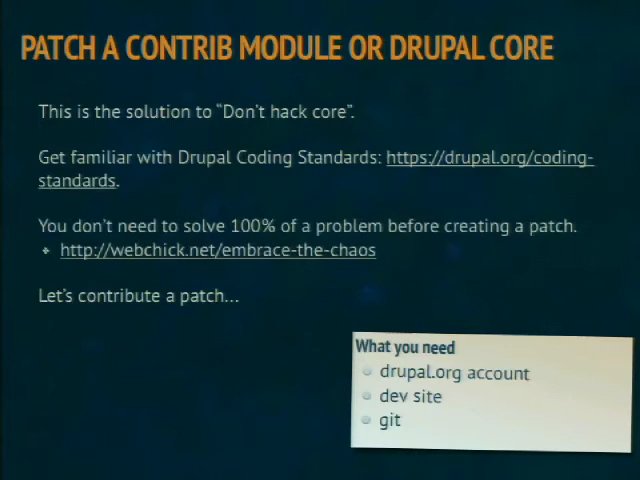 PATCH A CONTRIB MODULE OR DRUPAL CORE
This is the solution to “Don’t hack core”.
Get familiar with Drupal Coding Standards: https://drupal.org/coding-
standards.
You don’t need to solve 100% of a problem before creating a patch.
http://webchick.net/embrace-the-chaos
Let’s contribute a patch...
What you need
drupal.org account
dev site
git